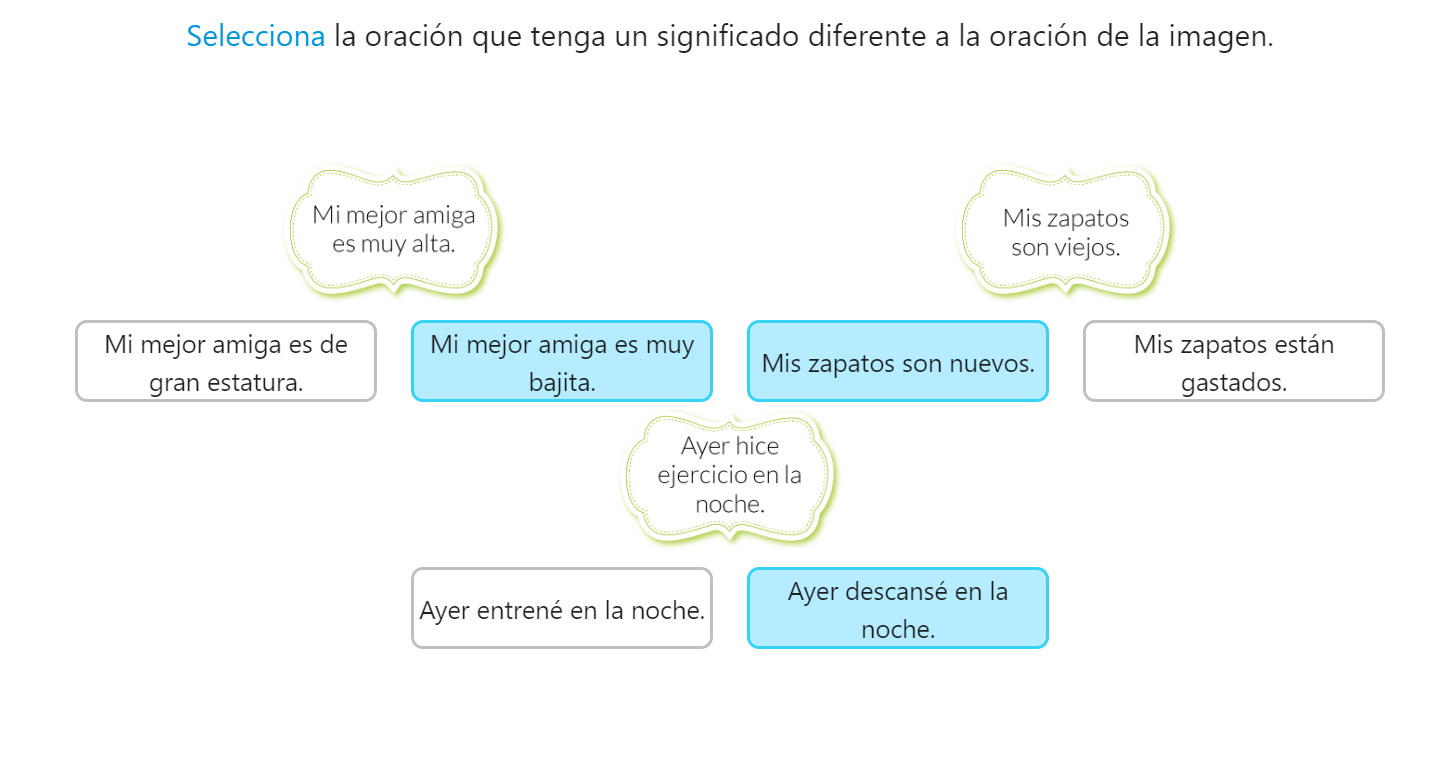 Selecciona la oración que tenga un significado diferente a la oración de la imagen.
Mi mejor amiga
es muy alta.
Mis zapatos
son viejos.
Mi mejor amiga es de
gran estatura.
Mi mejor amiga es muy
bajita.
Mis zapatos son nuevos.
Mis zapatos están
gastados.
Ayer hice
ejercicio en la
noche.
Ayer entrené en la noche.
Ayer descansé en la
noche.